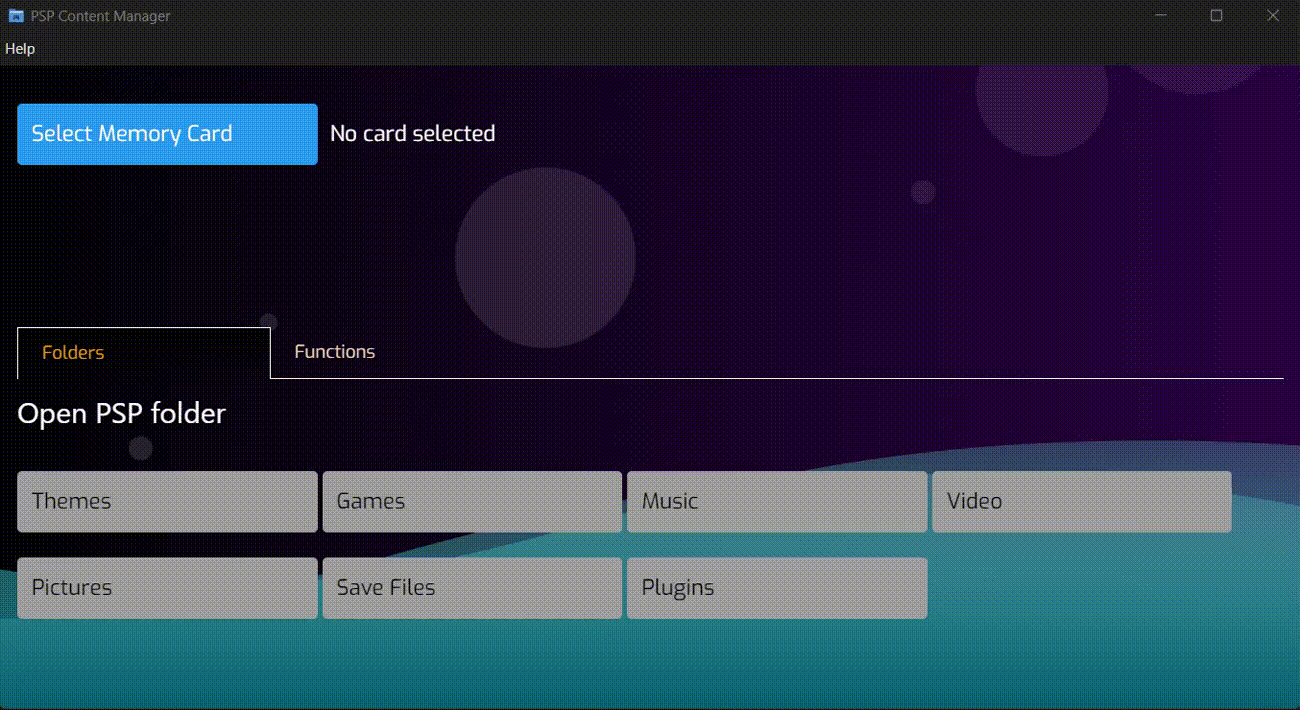 PSP Content Manager
Help
Select Memory Card No card selected
Folders Functions
Open PSP folder
Themes Games Music Video
Pictures Save Files Plugins